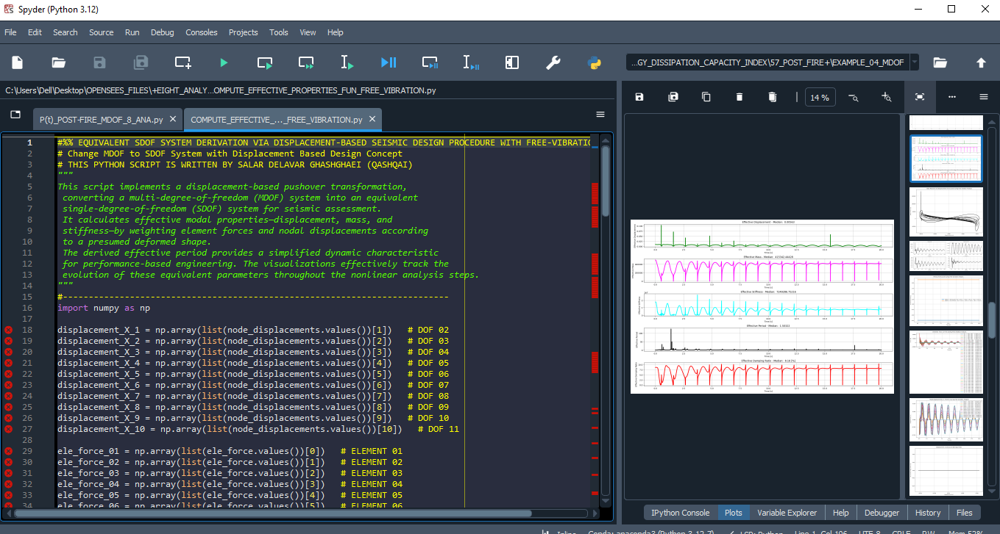 Spyder (Python 3.12)
File Edit Search Source Run Debug Consoles Projects Tools View Help
...GY_DISSIPATION_CAPACITY_INDEX\57_POST_FIRE+\EXAMPLE_04_MDOF
C:\Users\Dell\Desktop\OPENSEES_FILES\+EIGHT_ANALY...OMPUTE_EFFECTIVE_PROPERTIES_FUN_FREE_VIBRATION.py
14 %
P(t)_POST-FIRE_MDOF_8_ANA.py
COMPUTE_EFFECTIVE_..._FREE_VIBRATION.py
1 #%% EQUIVALENT SDOF SYSTEM DERIVATION VIA DISPLACEMENT-BASED SEISMIC DESIGN PROCEDURE WITH FREE-VIBRATIO
2 # Change MDOF to SDOF System with Displacement Based Design Concept
3 # THIS PYTHON SCRIPT IS WRITTEN BY SALAR DELAVAR GHASHGHAEI (QASHQAI)
4 """
5 This script implements a displacement-based pushover transformation,
6 converting a multi-degree-of-freedom (MDOF) system into an equivalent
7 single-degree-of-freedom (SDOF) system for seismic assessment.
8 It calculates effective modal properties—displacement, mass, and
9 stiffness—by weighting element forces and nodal displacements according
10 to a presumed deformed shape.
11 The derived effective period provides a simplified dynamic characteristic
12 for performance-based engineering. The visualizations effectively track the
13 evolution of these equivalent parameters throughout the nonlinear analysis steps.
14 """
15 #---------------------------------------------------------------------------
16 import numpy as np
17
18 displacement_X_1 = np.array(list(node_displacements.values())[1]) # DOF 02
19 displacement_X_2 = np.array(list(node_displacements.values())[2]) # DOF 03
20 displacement_X_3 = np.array(list(node_displacements.values())[3]) # DOF 04
21 displacement_X_4 = np.array(list(node_displacements.values())[4]) # DOF 05
22 displacement_X_5 = np.array(list(node_displacements.values())[5]) # DOF 06
23 displacement_X_6 = np.array(list(node_displacements.values())[6]) # DOF 07
24 displacement_X_7 = np.array(list(node_displacements.values())[7]) # DOF 08
25 displacement_X_8 = np.array(list(node_displacements.values())[8]) # DOF 09
26 displacement_X_9 = np.array(list(node_displacements.values())[9]) # DOF 10
27 displacement_X_10 = np.array(list(node_displacements.values())[10]) # DOF 11
28
29 ele_force_01 = np.array(list(ele_force.values())[0]) # ELEMENT 01
30 ele_force_02 = np.array(list(ele_force.values())[1]) # ELEMENT 02
31 ele_force_03 = np.array(list(ele_force.values())[2]) # ELEMENT 03
32 ele_force_04 = np.array(list(ele_force.values())[3]) # ELEMENT 04
33 ele_force_05 = np.array(list(ele_force.values())[4]) # ELEMENT 05
34 ele_force_06 = np.array(list(ele_force.values())[5]) # ELEMENT 06
Effective Displacement - Median:
Effective Mass - Median:
Effective Stiffness - Median:
Effective Period - Median:
Effective Damping Ratio - Median:
IPython Console Plots Variable Explorer Help Debugger History Files
Inline Conda: anaconda3 (Python 3.12.7) LSP: Python Line 1, Col 106 UTF-8 CRLF RW Mem 52%